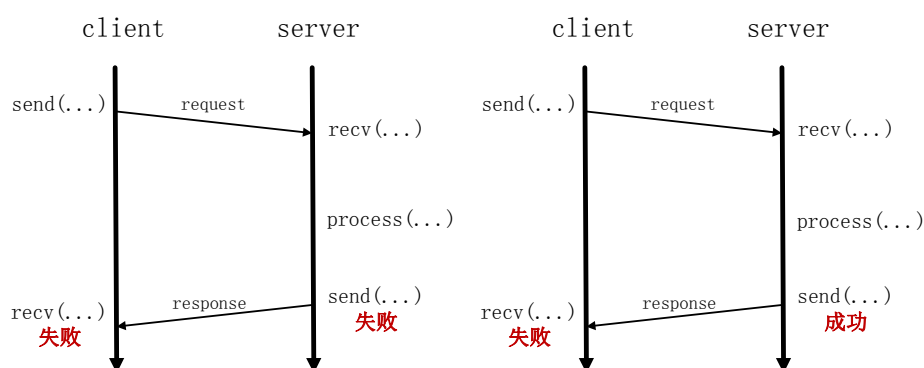 client
server
send(...)
request
recv(...)
process(...)
send(...)
失败
response
recv(...)
失败
client
server
send(...)
request
recv(...)
process(...)
send(...)
成功
response
recv(...)
失败